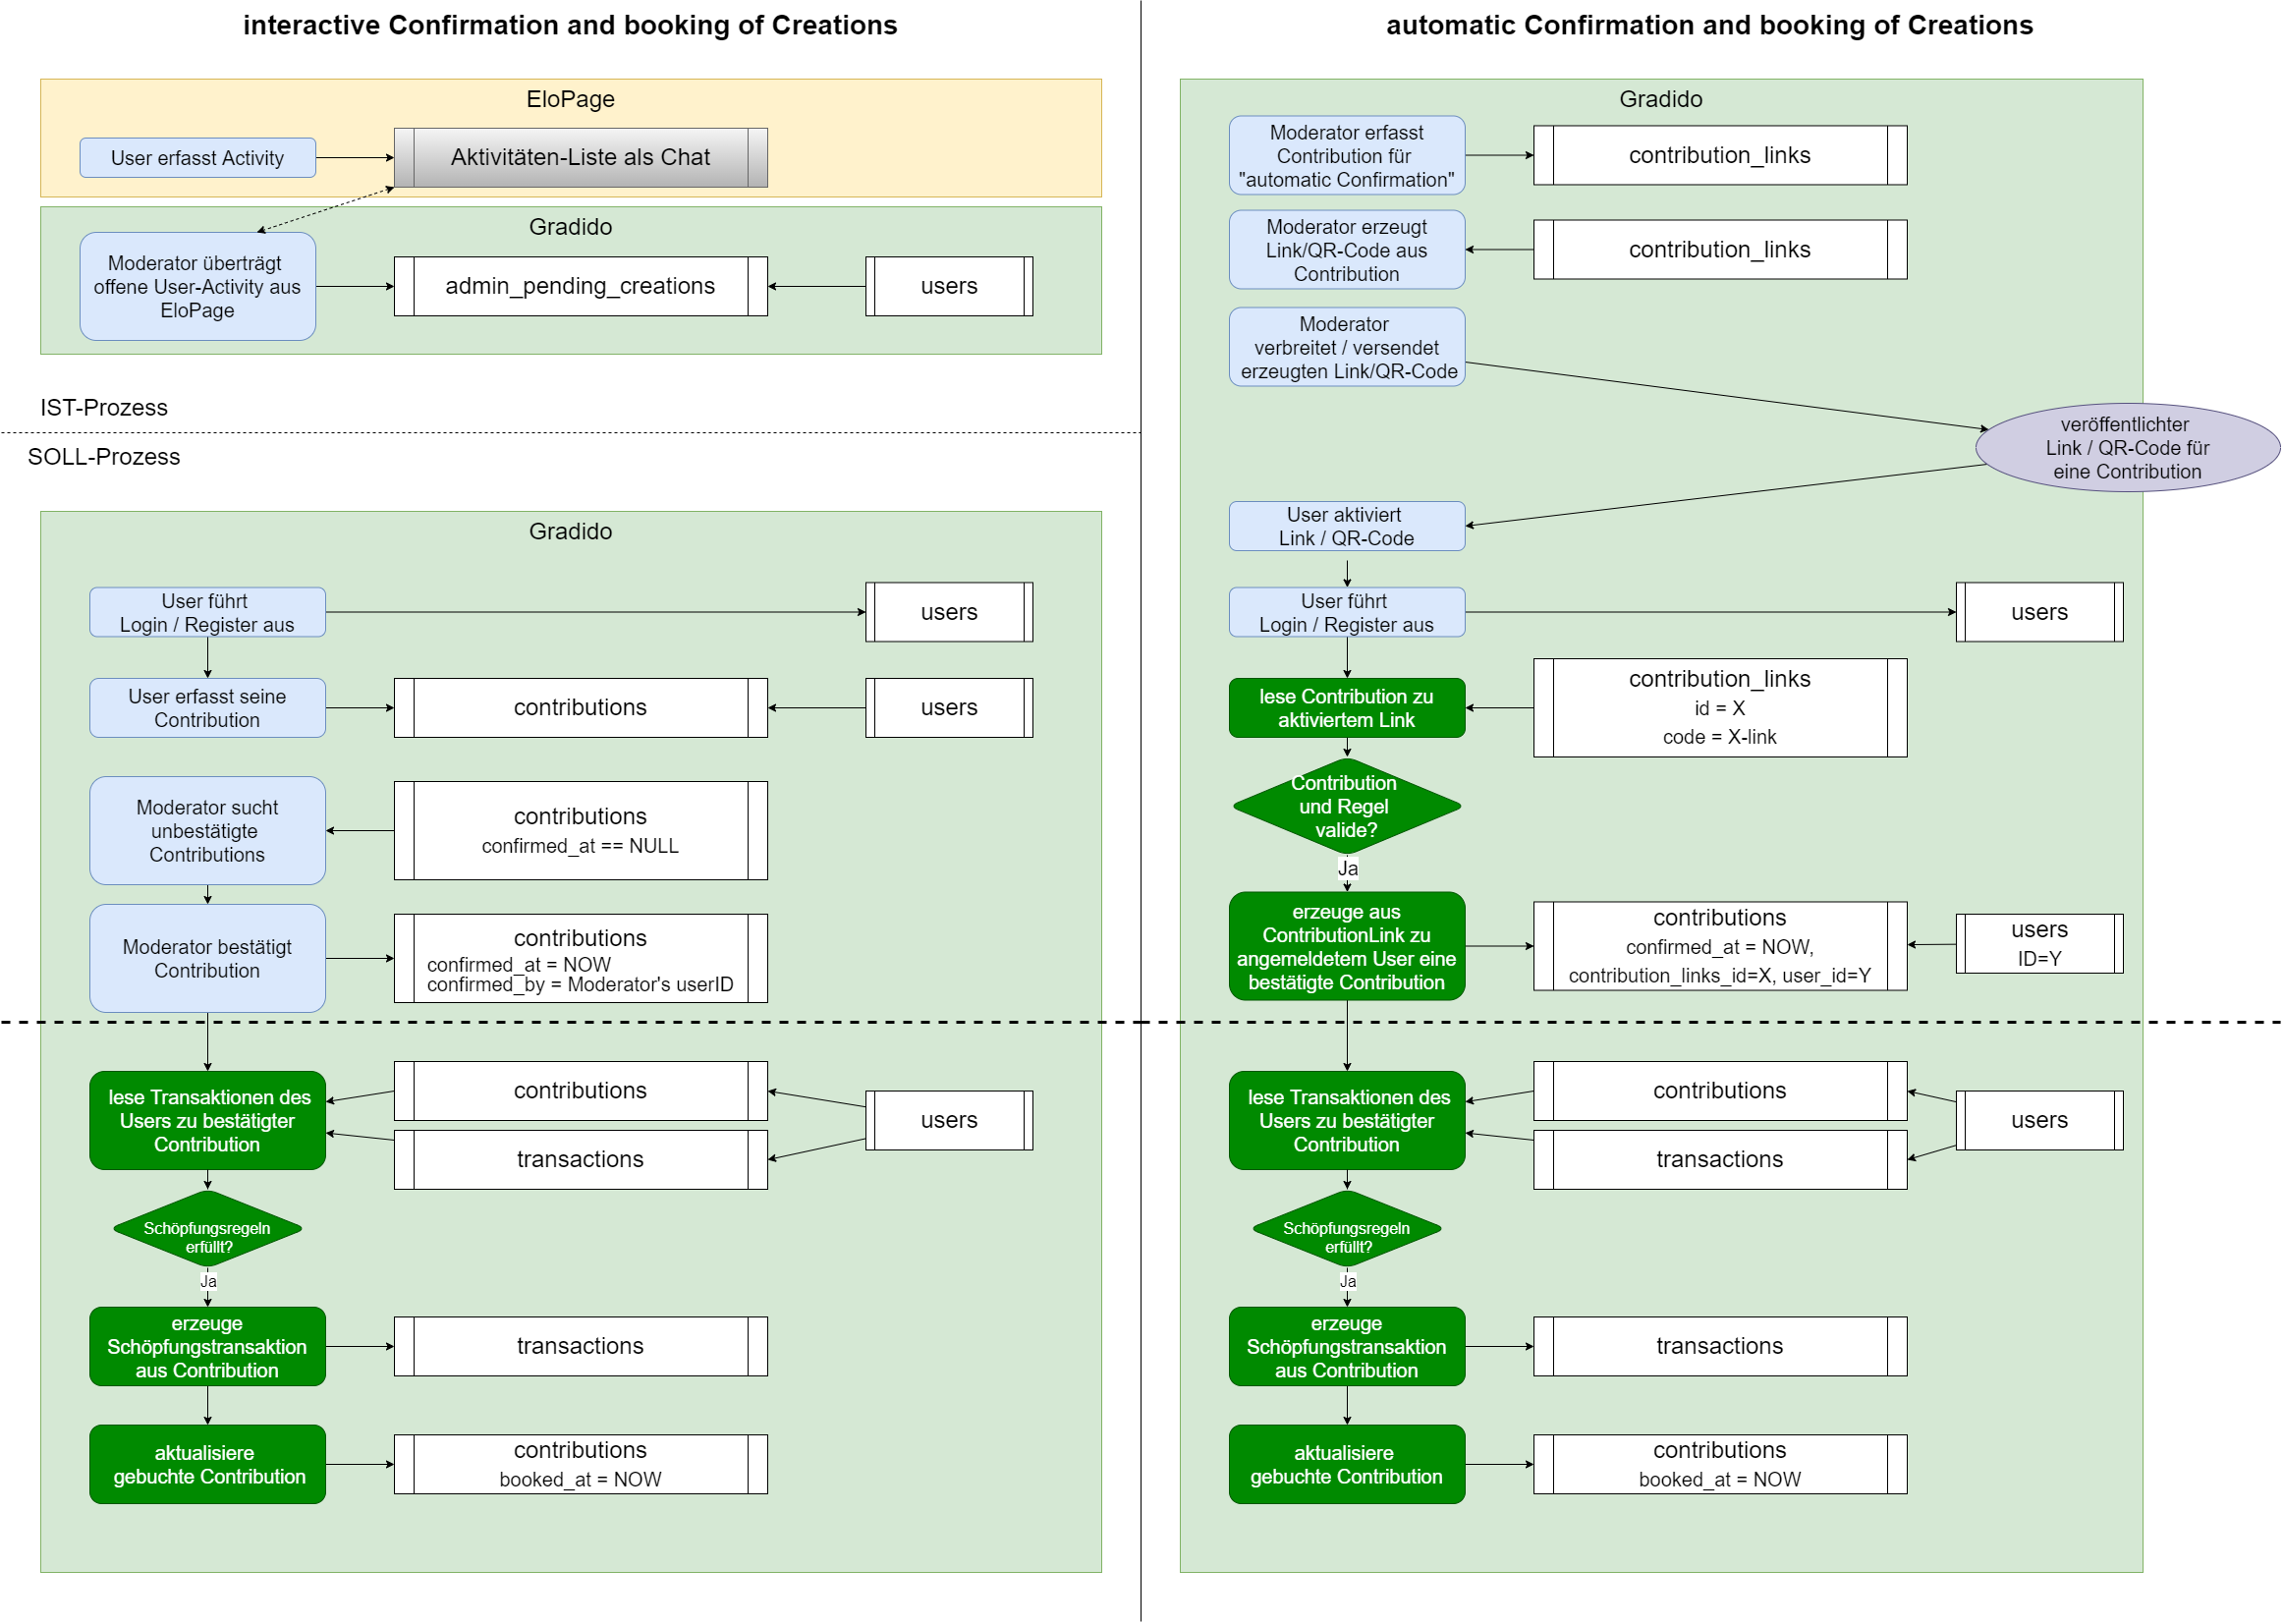 interactive Confirmation and booking of Creations
EloPage
User erfasst Activity
Aktivitäten-Liste als Chat
Gradido
Moderator überträgt
offene User-Activity aus
EloPage
admin_pending_creations
users
IST-Prozess
SOLL-Prozess
Gradido
User führt
Login / Register aus
users
User erfasst seine
Contribution
contributions
users
Moderator sucht
unbestätigte
Contributions
contributions
confirmed_at == NULL
Moderator bestätigt
Contribution
contributions
confirmed_at = NOW
confirmed_by = Moderator's userID
lese Transaktionen des
Users zu bestätigter
Contribution
contributions
transactions
users
Schöpfungsregeln
erfüllt?
Ja
erzeuge
Schöpfungstransaktion
aus Contribution
transactions
aktualisiere
gebuchte Contribution
contributions
booked_at = NOW
automatic Confirmation and booking of Creations
Gradido
Moderator erfasst
Contribution für
"automatic Confirmation"
contribution_links
Moderator erzeugt
Link/QR-Code aus
Contribution
contribution_links
Moderator
verbreitet / versendet
erzeugten Link/QR-Code
veröffentlichter
Link / QR-Code für
eine Contribution
User aktiviert
Link / QR-Code
User führt
Login / Register aus
users
lese Contribution zu
aktiviertem Link
contribution_links
id = X
code = X-link
Contribution
und Regel
valide?
Ja
erzeuge aus
ContributionLink zu
angemeldetem User eine
bestätigte Contribution
contributions
confirmed_at = NOW,
contribution_links_id=X, user_id=Y
users
ID=Y
lese Transaktionen des
Users zu bestätigter
Contribution
contributions
transactions
users
Schöpfungsregeln
erfüllt?
Ja
erzeuge
Schöpfungstransaktion
aus Contribution
transactions
aktualisiere
gebuchte Contribution
contributions
booked_at = NOW